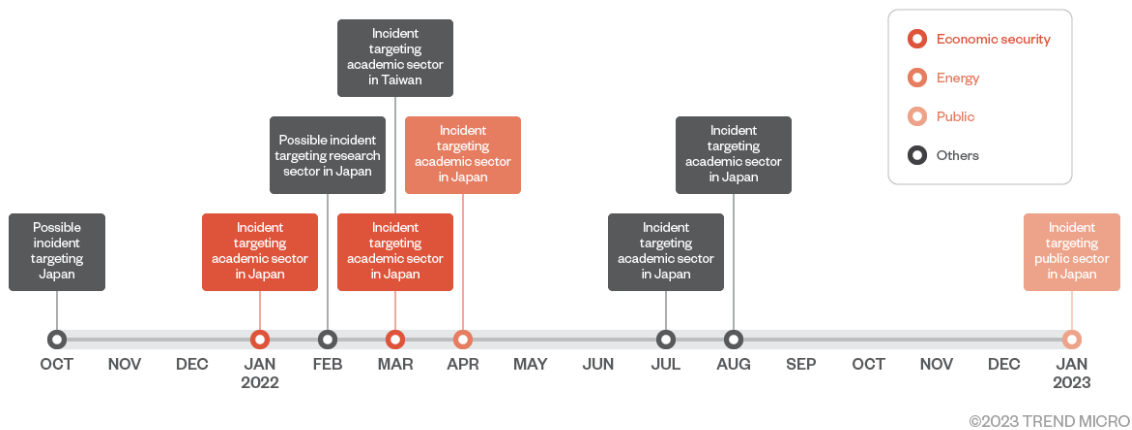 Incident
targeting
academic sector
in Taiwan
Possible incident
targeting research
sector in Japan
Incident
targeting
academic sector
in Japan
Incident
targeting
academic sector
in Japan
Possible
incident
targeting
Japan
Incident
targeting
academic sector
in Japan
Incident
targeting
academic sector
in Japan
Incident
targeting
academic sector
in Japan
Incident
targeting
public sector
in Japan
Economic security
Energy
Public
Others
OCT NOV DEC JAN FEB MAR APR MAY JUN JUL AUG SEP OCT NOV DEC JAN
2022 2023
©2023 TREND MICRO